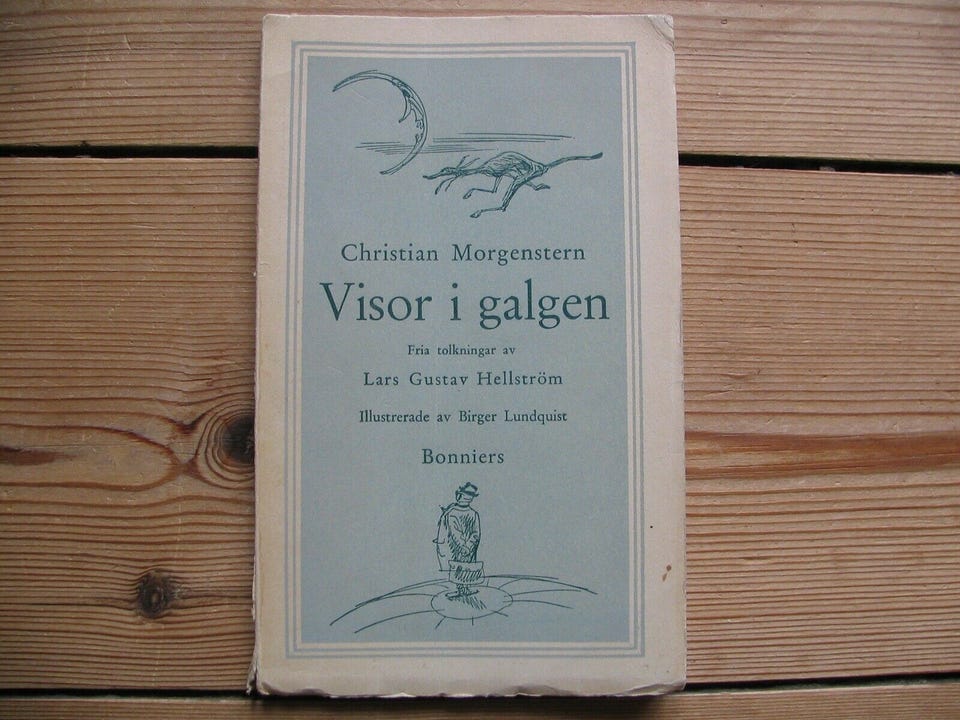 Christian Morgenstern
Visor i galgen
Fria tolkningar av
Lars Gustav Hellström
Illustrerade av Birger Lundquist
Bonniers